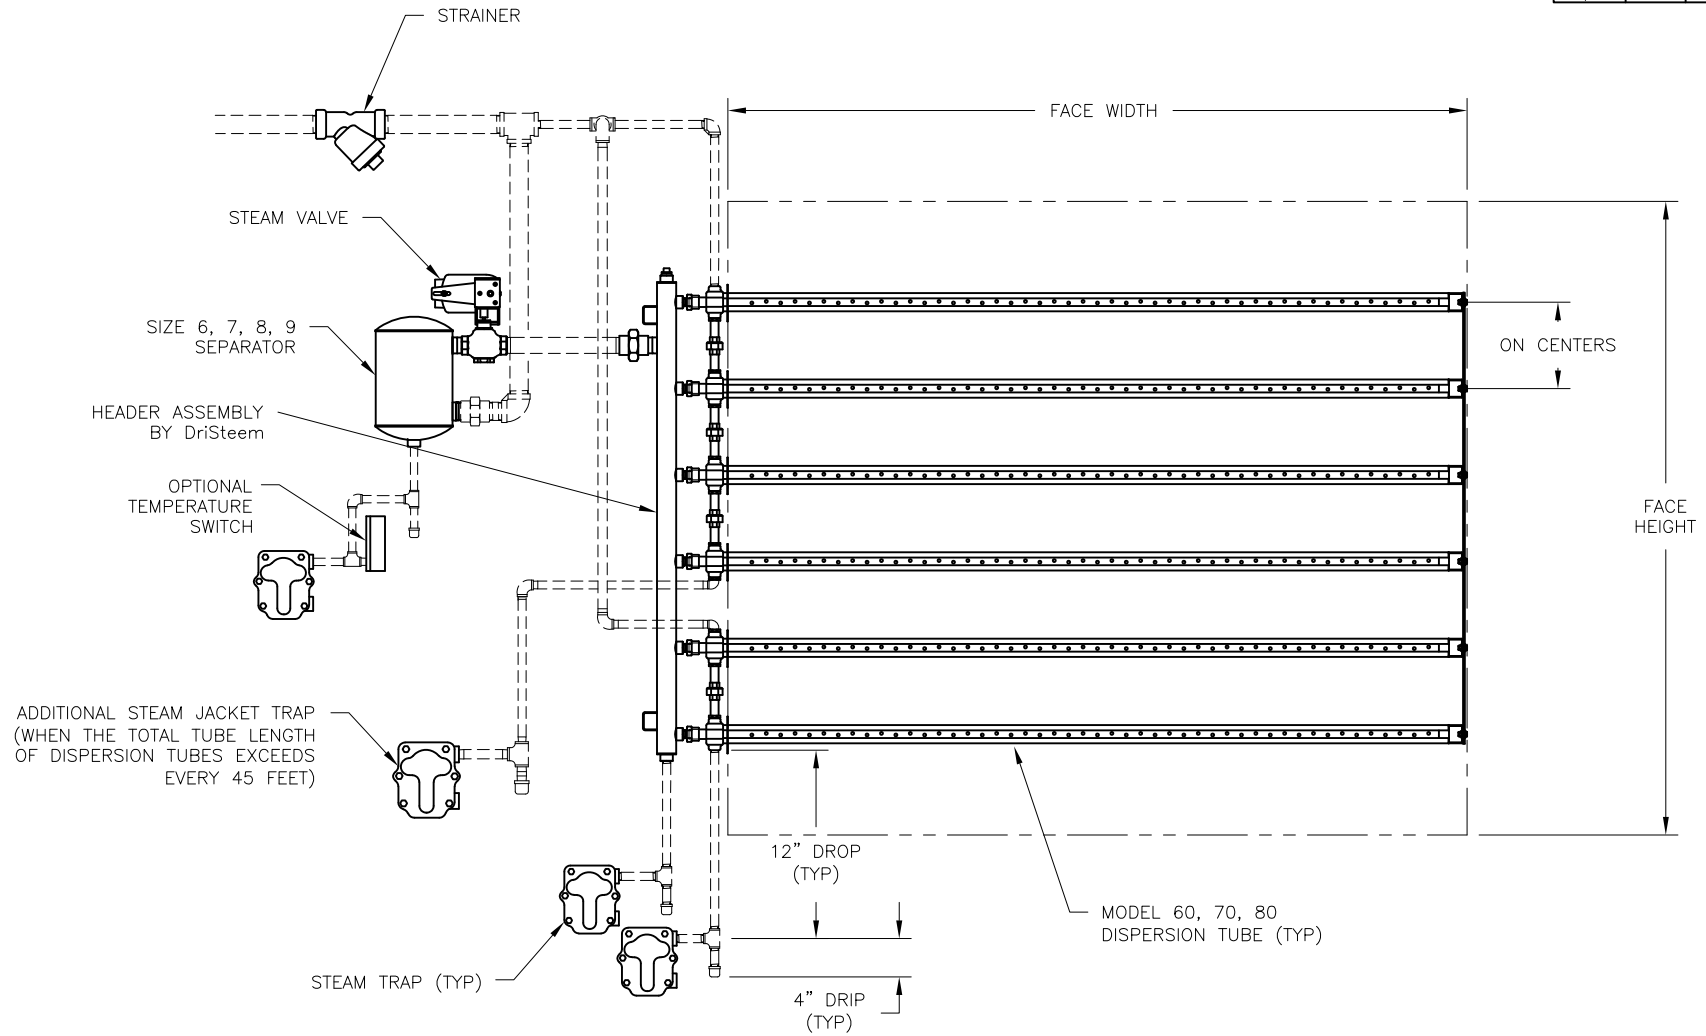 STRAINER
FACE WIDTH
STEAM VALVE
SIZE 6, 7, 8, 9
SEPARATOR
ON CENTERS
HEADER ASSEMBLY
BY DriSteem
OPTIONAL
TEMPERATURE
SWITCH
FACE
HEIGHT
ADDITIONAL STEAM JACKET TRAP
(WHEN THE TOTAL TUBE LENGTH
OF DISPERSION TUBES EXCEEDS
EVERY 45 FEET)
12” DROP
(TYP)
MODEL 60, 70, 80
DISPERSION TUBE (TYP)
STEAM TRAP (TYP)
4” DRIP
(TYP)